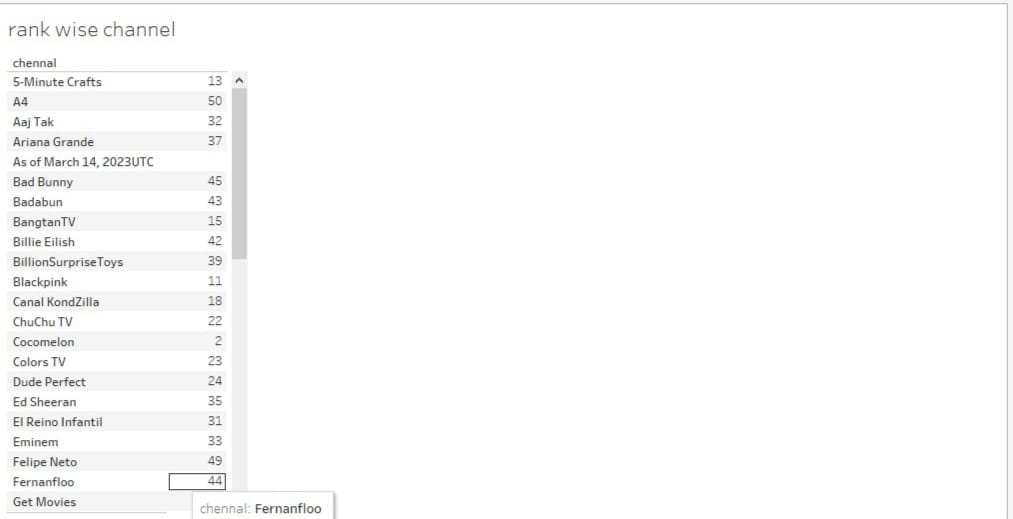 rank wise channel
chennal
5-Minute Crafts 13
A4 50
Aaj Tak 32
Ariana Grande 37
As of March 14, 2023UTC
Bad Bunny 45
Badabun 43
BangtanTV 15
Billie Eilish 42
BillionSurpriseToys 39
Blackpink 11
Canal KondZilla 18
ChuChu TV 22
Cocomelon 2
Colors TV 23
Dude Perfect 24
Ed Sheeran 35
El Reino Infantil 31
Eminem 33
Felipe Neto 49
Fernanfloo 44
Get Movies
chennal: Fernanfloo